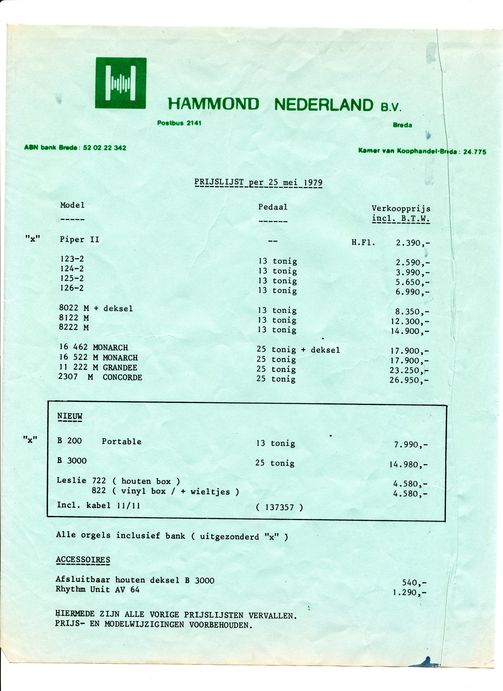 HAMMOND NEDERLAND B.V.
Postbus 2141 Breda
ABN bank Breda: 52 02 22 342 Kamer van Koophandel-Breda: 24.775
PRIJSLIJST per 25 mei 1979
Model Pedaal Verkoopprijs
incl. B.T.W.
"x" Piper II -- H.Fl. 2.390,-
123-2 13 tonig 2.590,-
124-2 13 tonig 3.990,-
125-2 13 tonig 5.650,-
126-2 13 tonig 6.990,-
8022 M + deksel 13 tonig 8.350,-
8122 M 13 tonig 12.300,-
8222 M 13 tonig 14.900,-
16 462 MONARCH 25 tonig + deksel 17.900,-
16 522 M MONARCH 25 tonig 17.900,-
11 222 M GRANDEE 25 tonig 23.250,-
2307 M CONCORDE 25 tonig 26.950,-
NIEUW
"x" B 200 Portable 13 tonig 7.990,-
B 3000 25 tonig 14.980,-
Leslie 722 ( houten box ) 4.580,-
822 ( vinyl box / + wieltjes ) 4.580,-
Incl. kabel 11/11 ( 137357 )
Alle orgels inclusief bank ( uitgezonderd "x" )
ACCESSOIRES
Afsluitbaar houten deksel B 3000 540,-
Rhythm Unit AV 64 1.290,-
HIERMEDE ZIJN ALLE VORIGE PRIJSLIJSTEN VERVALLEN.
PRIJS- EN MODELWIJZIGINGEN VOORBEHOUDEN.